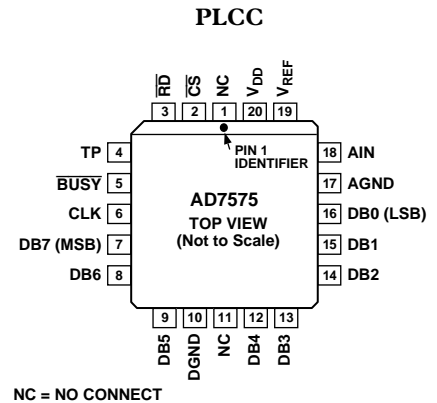 PLCC
RD
CS
NC
VDD
VREF
3
2
1
20
19
PIN 1
IDENTIFIER
TP 4
BUSY 5
CLK 6
DB7 (MSB) 7
DB6 8
18 AIN
17 AGND
16 DB0 (LSB)
15 DB1
14 DB2
AD7575
TOP VIEW
(Not to Scale)
9
10
11
12
13
DB5
DGND
NC
DB4
DB3
NC = NO CONNECT